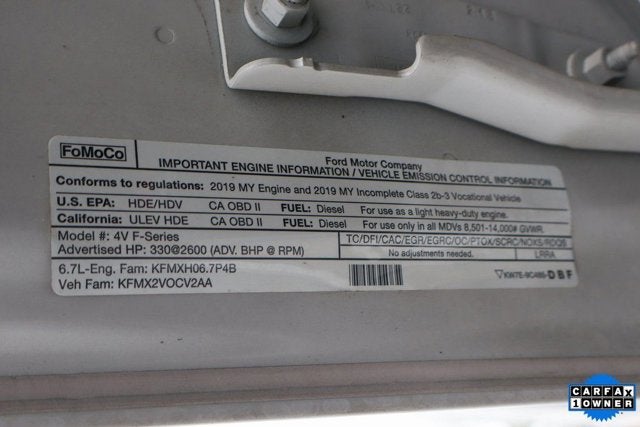 FoMoCo
Ford Motor Company
IMPORTANT ENGINE INFORMATION / VEHICLE EMISSION CONTROL INFORMATION
Conforms to regulations: 2019 MY Engine and 2019 MY Incomplete Class 2b-3 Vocational Vehicle
U.S. EPA: HDE/HDV CA OBD II FUEL: Diesel For use as a light heavy-duty engine.
California: ULEV HDE CA OBD II FUEL: Diesel For use only in all MDVs 8,501-14,000# GVWR.
Model #: 4V F-Series
Advertised HP: 330@2600 (ADV. BHP @ RPM)
TC/DFI/CAC/EGR/EGRC/OC/PTOX/SCRC/NOXS/RDQS
No adjustments needed. LRRA
6.7L-Eng. Fam: KFMXH06.7P4B
Veh Fam: KFMX2VOCV2AA
DBF
CARFAX
1 OWNER